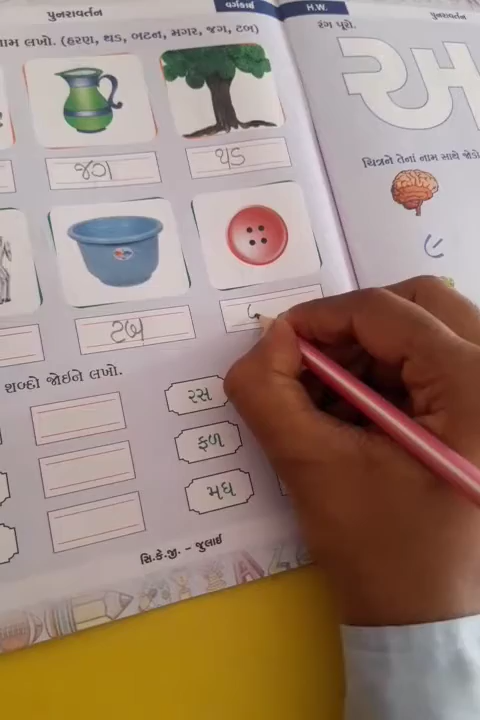 પુનરાવર્તન
વર્ગકાર્ય
નામ લખો. (હરણ, થડ, બટન, મગર, જગ, ટબ)
જગ
થડ
ટબ
શબ્દો જોઈને લખો.
રસ
ફળ
મધ
સિ.કે.જી. – જુલાઈ
H.W.
પુનરાવર્તન
રંગ પૂરો.
અ
ચિત્રને તેનાં નામ સાથે જોડો